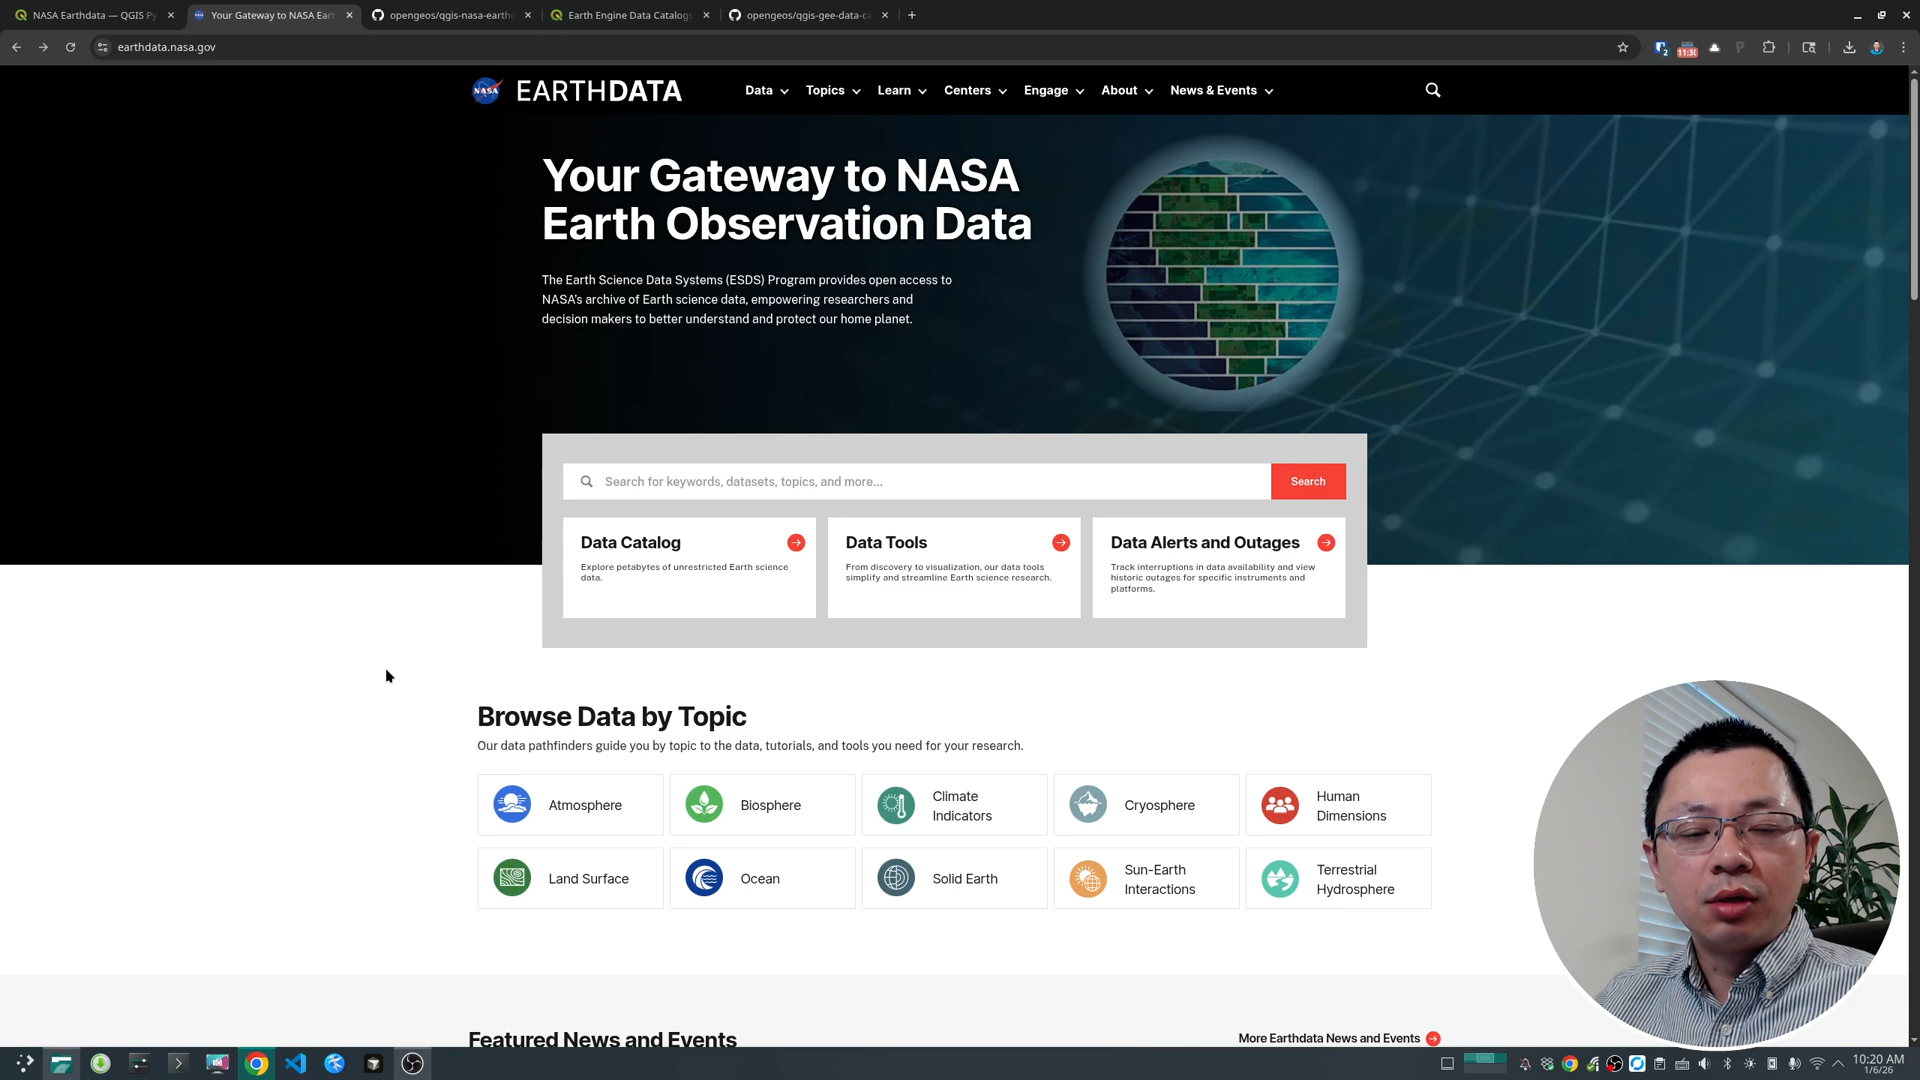 NASA Earthdata — QGIS Py
Your Gateway to NASA Eart
opengeos/qgis-nasa-earthd
Earth Engine Data Catalogs
opengeos/qgis-gee-data-ca
earthdata.nasa.gov
2
11:30
NASA
EARTHDATA
Data
Topics
Learn
Centers
Engage
About
News & Events
Your Gateway to NASA
Earth Observation Data
The Earth Science Data Systems (ESDS) Program provides open access to
NASA's archive of Earth science data, empowering researchers and
decision makers to better understand and protect our home planet.
Search for keywords, datasets, topics, and more...
Search
Data Catalog
Explore petabytes of unrestricted Earth science
data.
Data Tools
From discovery to visualization, our data tools
simplify and streamline Earth science research.
Data Alerts and Outages
Track interruptions in data availability and view
historic outages for specific instruments and
platforms.
Browse Data by Topic
Our data pathfinders guide you by topic to the data, tutorials, and tools you need for your research.
Atmosphere
Biosphere
Climate
Indicators
Cryosphere
Human
Dimensions
Land Surface
Ocean
Solid Earth
Sun-Earth
Interactions
Terrestrial
Hydrosphere
Featured News and Events
More Earthdata News and Events
10:20 AM
1/6/26